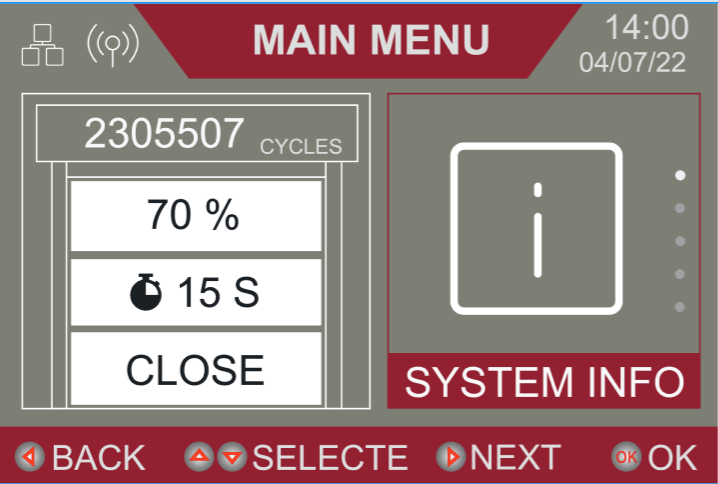 MAIN MENU
14:00
04/07/22
2305507 CYCLES
70 %
15 S
CLOSE
SYSTEM INFO
BACK SELECTE NEXT OK OK